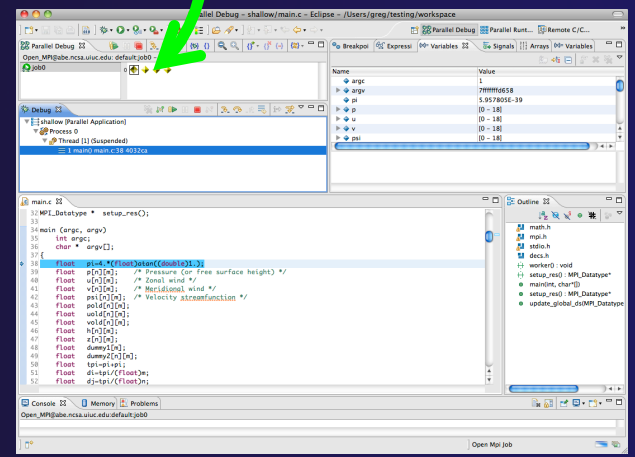 Parallel Debug - shallow/main.c - Eclipse - /Users/greg/testing/workspace
Parallel Debug Parallel Runt... Remote C/C...
Parallel Debug
Breakpoi Expressi Variables Signals Arrays Variables
Open_MPI@abe.ncsa.uiuc.edu:default:job0
job0
0
Name Value
argc 1
argv 7fffffffd658
pi 5.957805E-39
p [0 - 18]
u [0 - 18]
v [0 - 18]
psi [0 - 18]
Debug
shallow [Parallel Application]
Process 0
Thread [1] (Suspended)
1 main() main.c:38 4032ca
main.c
32 MPI_Datatype * setup_res();
33
34 main (argc, argv)
35 int argc;
36 char * argv[];
37 {
38 float pi=4.*(float)atan((double)1.);
39 float p[n][m]; /* Pressure (or free surface height) */
40 float u[n][m]; /* Zonal wind */
41 float v[n][m]; /* Meridional wind */
42 float psi[n][m]; /* Velocity streamfunction */
43 float pold[n][m];
44 float uold[n][m];
45 float vold[n][m];
46 float h[n][m];
47 float z[n][m];
48 float dummy1[m];
49 float dummy2[n][m];
50 float tpi=pi+pi;
51 float di=tpi/(float)m;
52 float dj=tpi/(float)n;
Outline
math.h
mpi.h
stdio.h
decs.h
worker() : void
setup_res() : MPI_Datatype*
main(int, char*[])
setup_res() : MPI_Datatype*
update_global_ds(MPI_Datatype
Console Memory Problems
Open_MPI@abe.ncsa.uiuc.edu:default:job0
Open Mpi Job